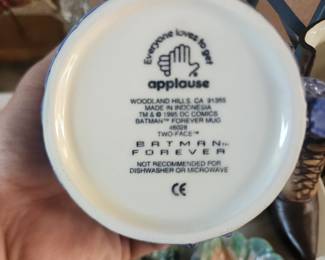 Everyone loves to get
applause
WOODLAND HILLS, CA 91365
MADE IN INDONESIA
TM & © 1995 DC COMICS
BATMAN™ FOREVER MUG
46028
TWO-FACE™
BATMAN™
FOREVER
NOT RECOMMENDED FOR
DISHWASHER OR MICROWAVE
CE